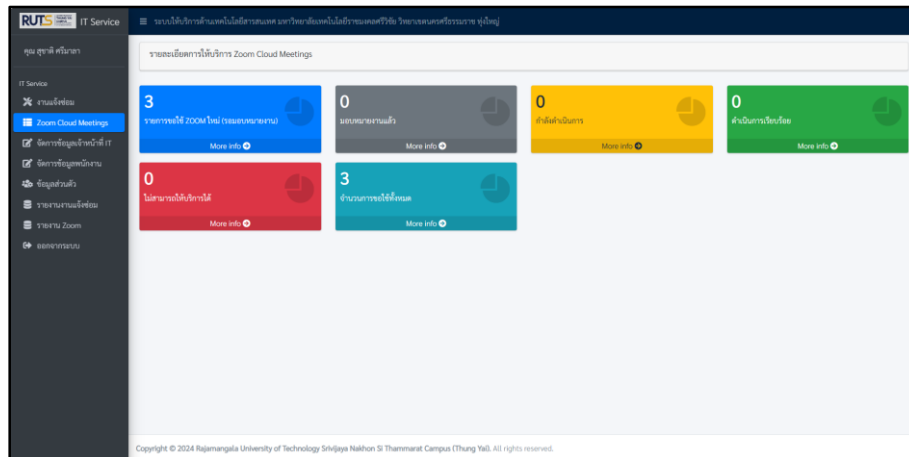 RUTS IT Service
ระบบให้บริการด้านเทคโนโลยีสารสนเทศ มหาวิทยาลัยเทคโนโลยีราชมงคลศรีวิชัย วิทยาเขตนครศรีธรรมราช ทุ่งใหญ่
คุณ สุชาติ ศรีมาลา
IT Service
งานแจ้งซ่อม
Zoom Cloud Meetings
จัดการข้อมูลเจ้าหน้าที่ IT
จัดการข้อมูลพนักงาน
ข้อมูลส่วนตัว
รายงานงานแจ้งซ่อม
รายงาน Zoom
ออกจากระบบ
รายละเอียดการให้บริการ Zoom Cloud Meetings
3
รายการขอใช้ ZOOM ใหม่ (รอมอบหมายงาน)
More info
0
มอบหมายงานแล้ว
More info
0
กำลังดำเนินการ
More info
0
ดำเนินการเรียบร้อย
More info
0
ไม่สามารถให้บริการได้
More info
3
จำนวนการขอใช้ทั้งหมด
More info
Copyright © 2024 Rajamangala University of Technology Srivijaya Nakhon Si Thammarat Campus (Thung Yai). All rights reserved.